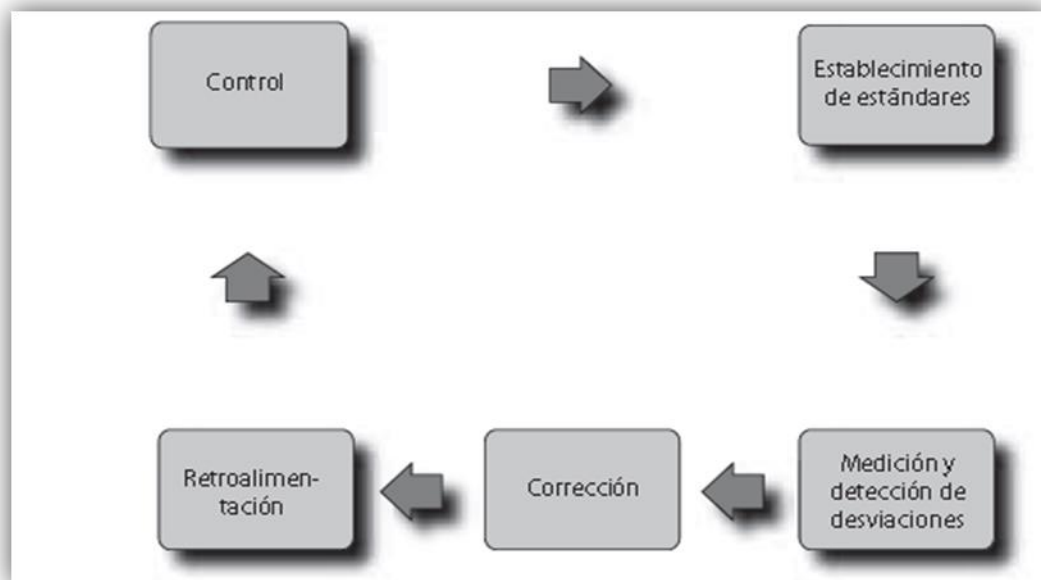 Control
Establecimiento
de estándares
Retroalimen-
tación
Corrección
Medición y
detección de
desviaciones